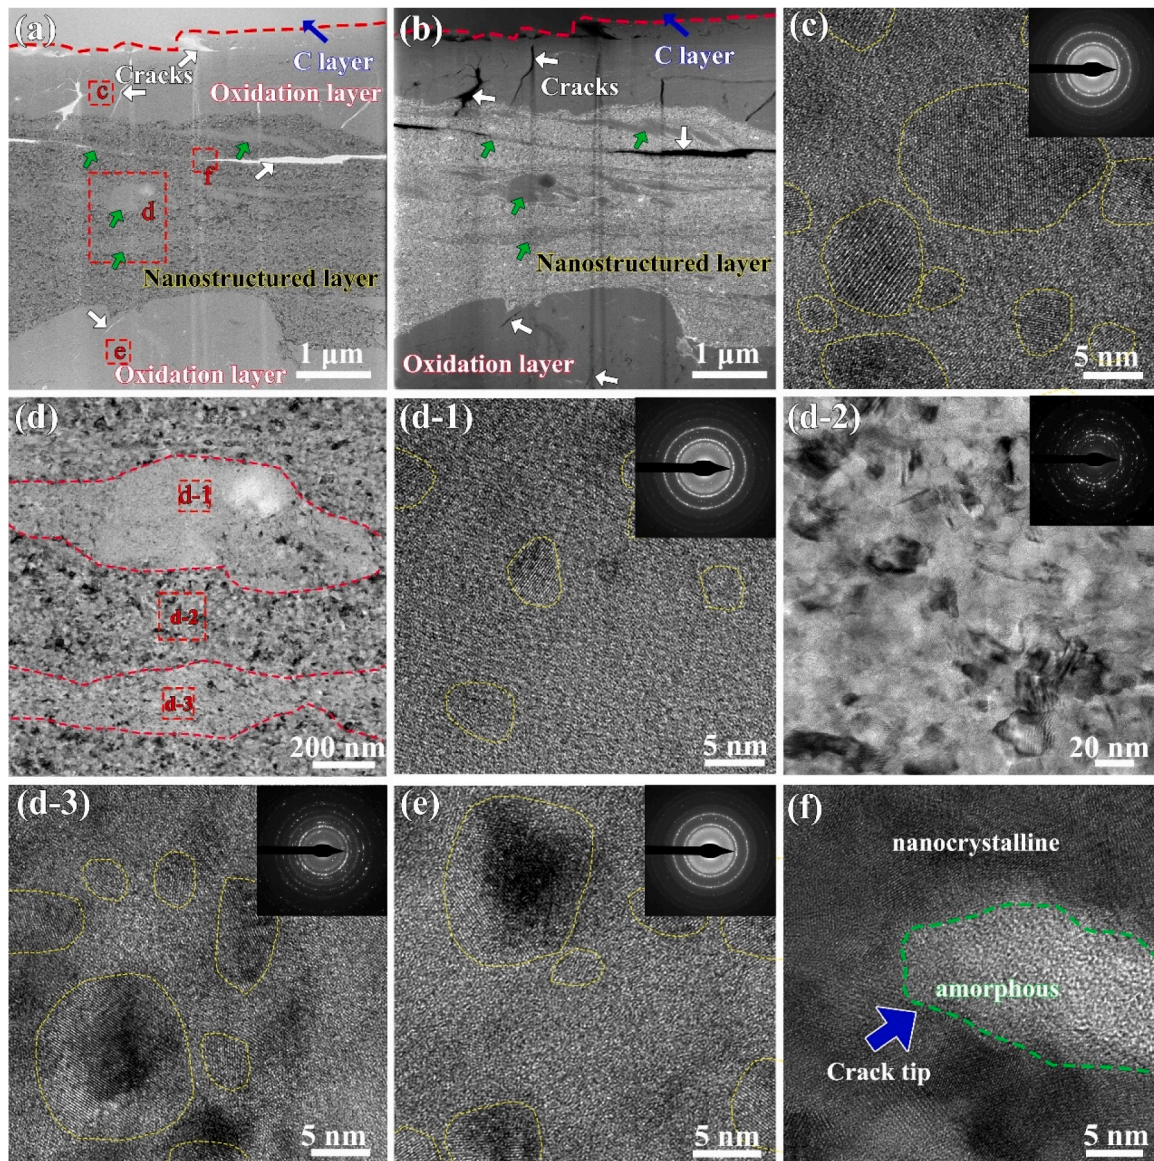 (a)
C layer
Cracks
c
Oxidation layer
f
d
Nanostructured layer
e
1 μm
Oxidation layer
(b)
C layer
Cracks
Oxidation layer
Nanostructured layer
1 μm
Oxidation layer
(c)
5 nm
(d)
d-1
d-2
d-3
200 nm
(d-1)
5 nm
(d-2)
20 nm
(d-3)
5 nm
(e)
5 nm
(f)
nanocrystalline
amorphous
Crack tip
5 nm